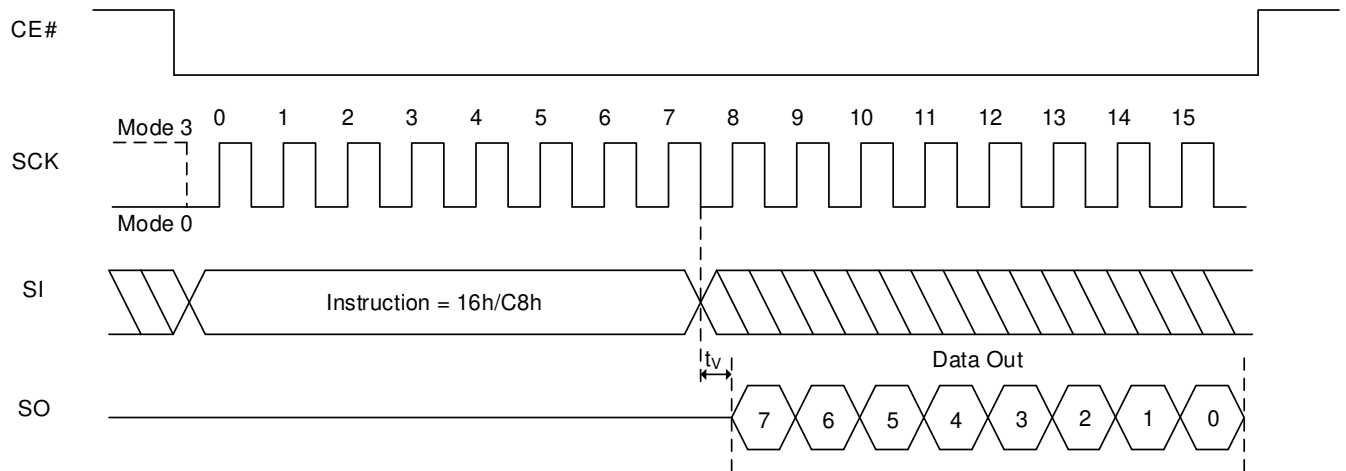 CE#
Mode 3 0 1 2 3 4 5 6 7 8 9 10 11 12 13 14 15
SCK
Mode 0
SI
Instruction = 16h/C8h
tV Data Out
SO
7 6 5 4 3 2 1 0